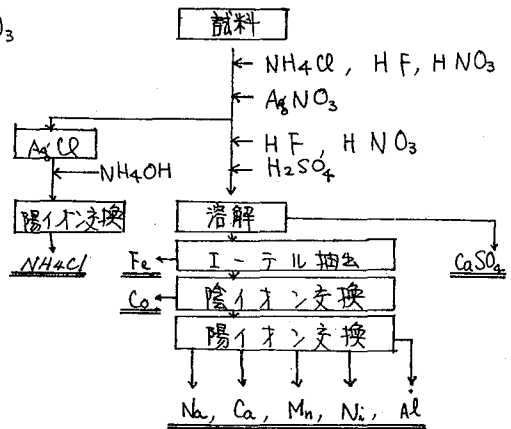 O3
試料
NH4Cl, HF, HNO3
AgNO3
AgCl
HF, HNO3
NH4OH
H2SO4
陽イオン交換
溶解
NH4Cl
Fe
エーテル抽出
CaSO4
Co
陰イオン交換
陽イオン交換
Na, Ca, Mn, Ni, Al